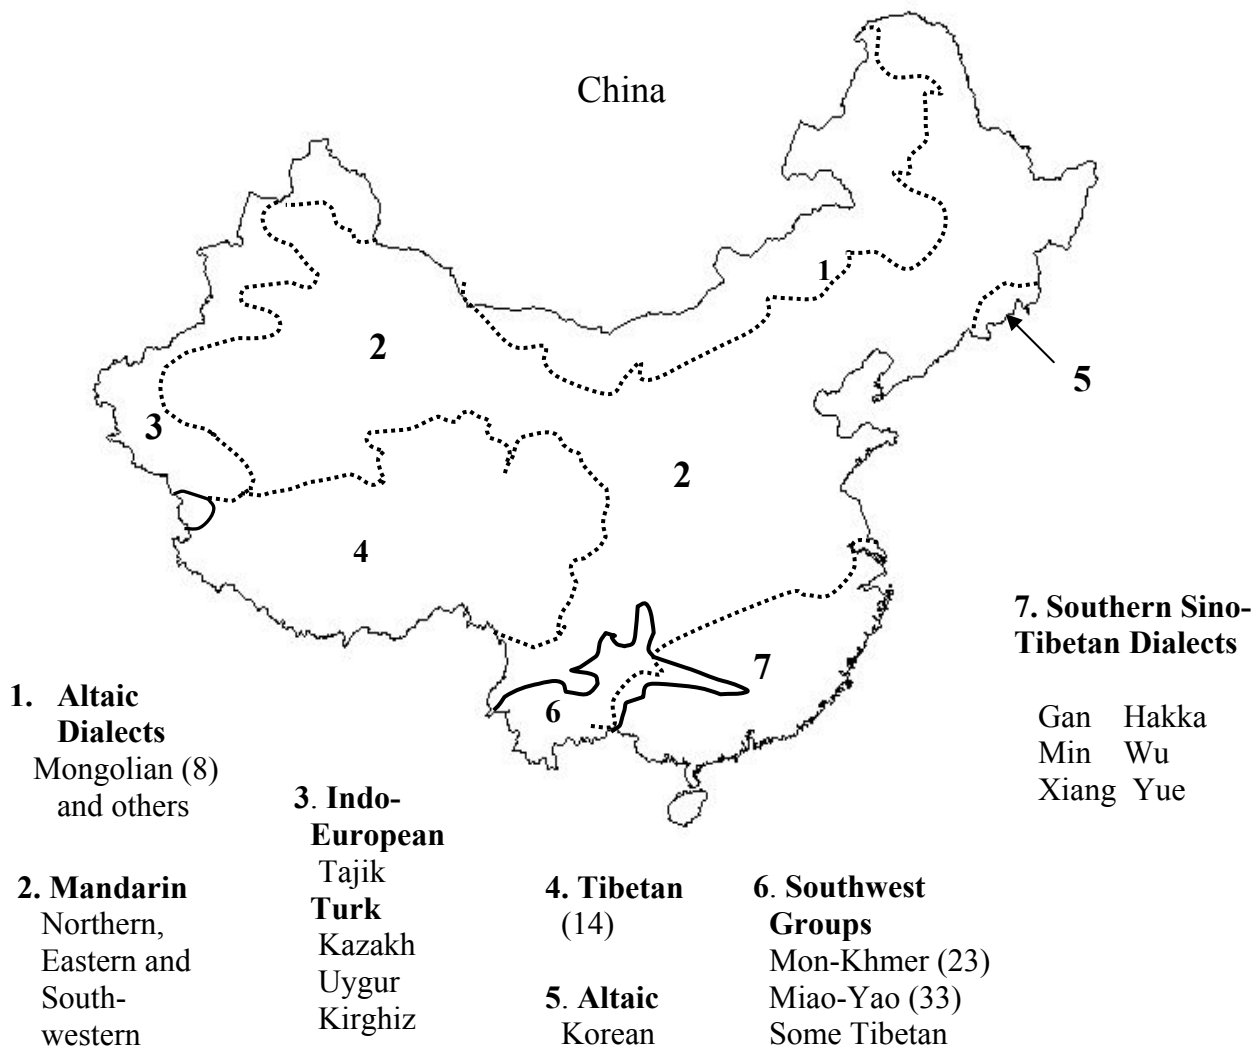 China
1
2
5
3
2
4
7
6
7. Southern Sino-
Tibetan Dialects
Gan Hakka
Min Wu
Xiang Yue
1. Altaic
Dialects
Mongolian (8)
and others
2. Mandarin
Northern,
Eastern and
South-
western
3. Indo-
European
Tajik
Turk
Kazakh
Uygur
Kirghiz
4. Tibetan
(14)
5. Altaic
Korean
6. Southwest
Groups
Mon-Khmer (23)
Miao-Yao (33)
Some Tibetan